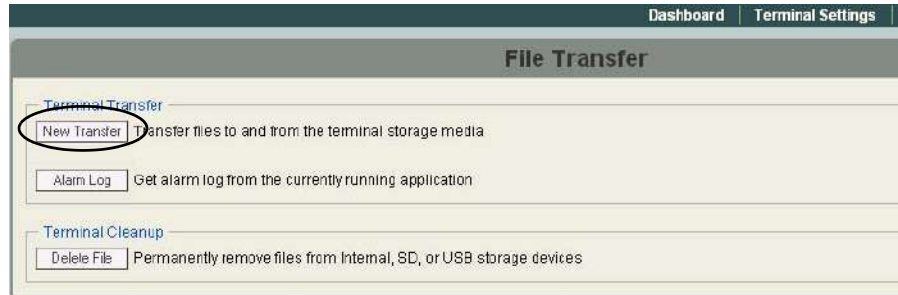 Dashboard Terminal Settings
File Transfer
Terminal Transfer
New Transfer Transfer files to and from the terminal storage media
Alarm Log Get alarm log from the currently running application
Terminal Cleanup
Delete File Permanently remove files from Internal, SD, or USB storage devices